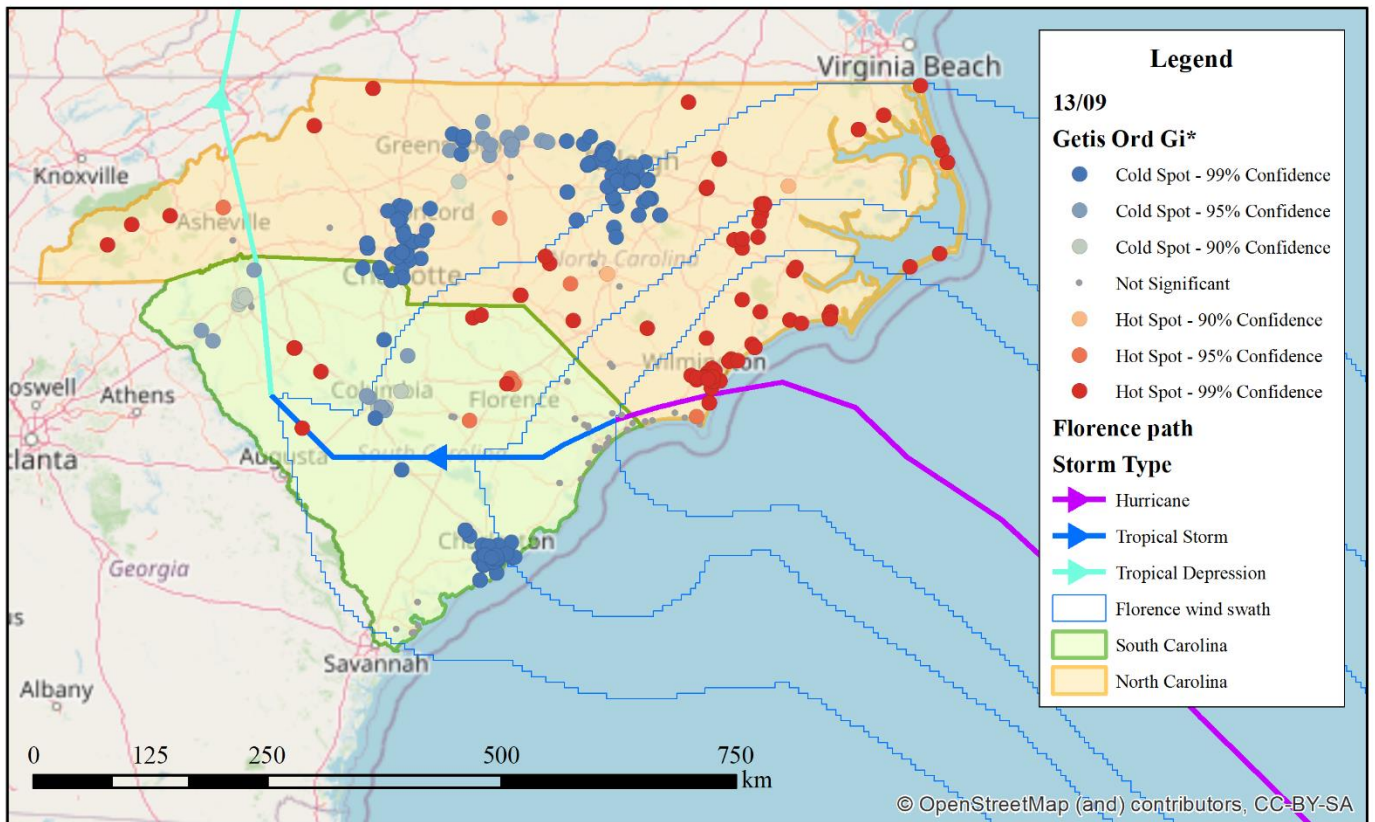 Virginia Beach
Knoxville
Greens
leigh
Asheville
ncord
Charlotte
North Carolina
oswell
Athens
Columbia
Florence
Wilmington
tlanta
Augusta
South Carolina
Georgia
Savannah
Albany
us
Legend
13/09
Getis Ord Gi*
Cold Spot - 99% Confidence
Cold Spot - 95% Confidence
Cold Spot - 90% Confidence
Not Significant
Hot Spot - 90% Confidence
Hot Spot - 95% Confidence
Hot Spot - 99% Confidence
Florence path
Storm Type
Hurricane
Tropical Storm
Tropical Depression
Florence wind swath
South Carolina
North Carolina
0 125 250 500 750
km
© OpenStreetMap (and) contributors, CC-BY-SA